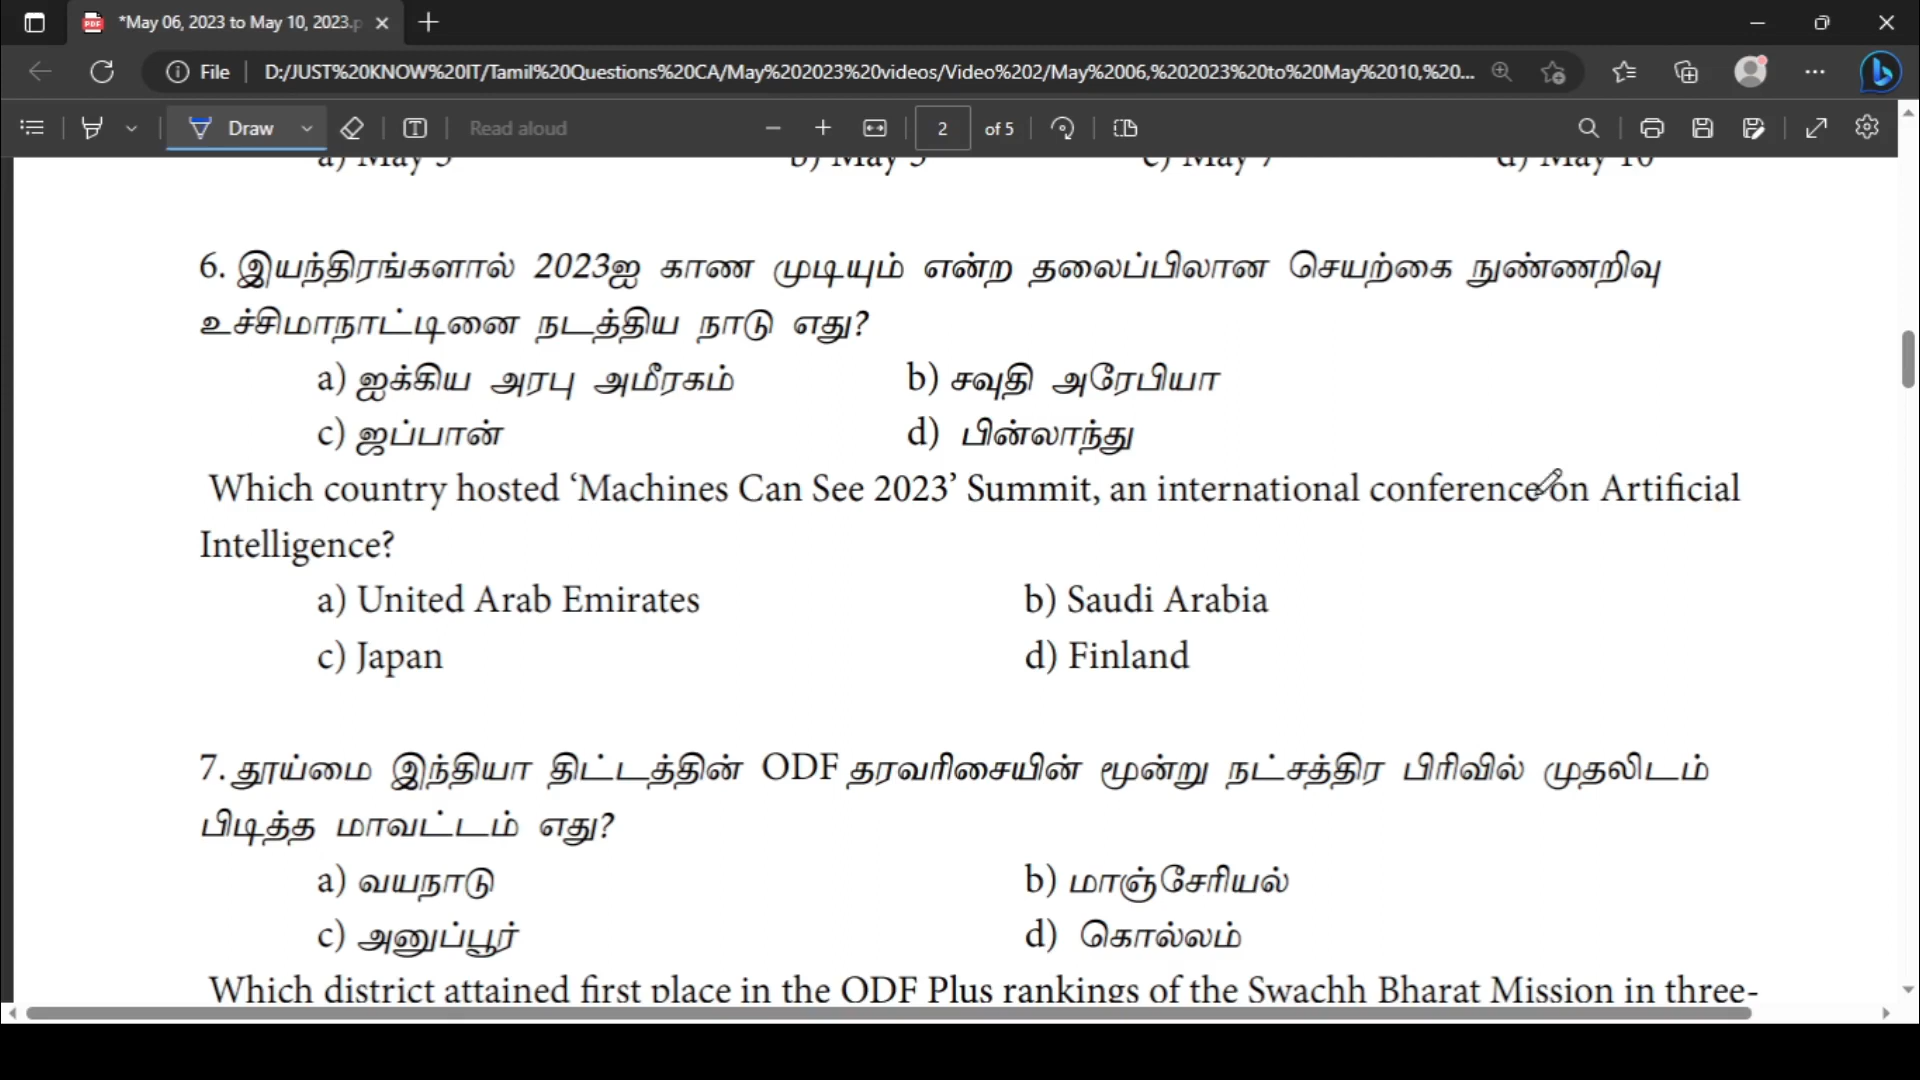 *May 06, 2023 to May 10, 2023.p
File
D:/JUST%20KNOW%20IT/Tamil%20Questions%20CA/May%202023%20videos/Video%202/May%2006,%202023%20to%20May%2010,%20...
Draw
Read aloud
2 of 5
6. இயந்திரங்களால் 2023ஐ காண முடியும் என்ற தலைப்பிலான செயற்கை நுண்ணறிவு
உச்சிமாநாட்டினை நடத்திய நாடு எது?
a) ஐக்கிய அரபு அமீரகம் b) சவுதி அரேபியா
c) ஜப்பான் d) பின்லாந்து
Which country hosted ‘Machines Can See 2023’ Summit, an international conference on Artificial
Intelligence?
a) United Arab Emirates b) Saudi Arabia
c) Japan d) Finland
7. தூய்மை இந்தியா திட்டத்தின் ODF தரவரிசையின் மூன்று நட்சத்திர பிரிவில் முதலிடம்
பிடித்த மாவட்டம் எது?
a) வயநாடு b) மாஞ்சேரியல்
c) அனுப்பூர் d) கொல்லம்
Which district attained first place in the ODF Plus rankings of the Swachh Bharat Mission in three-